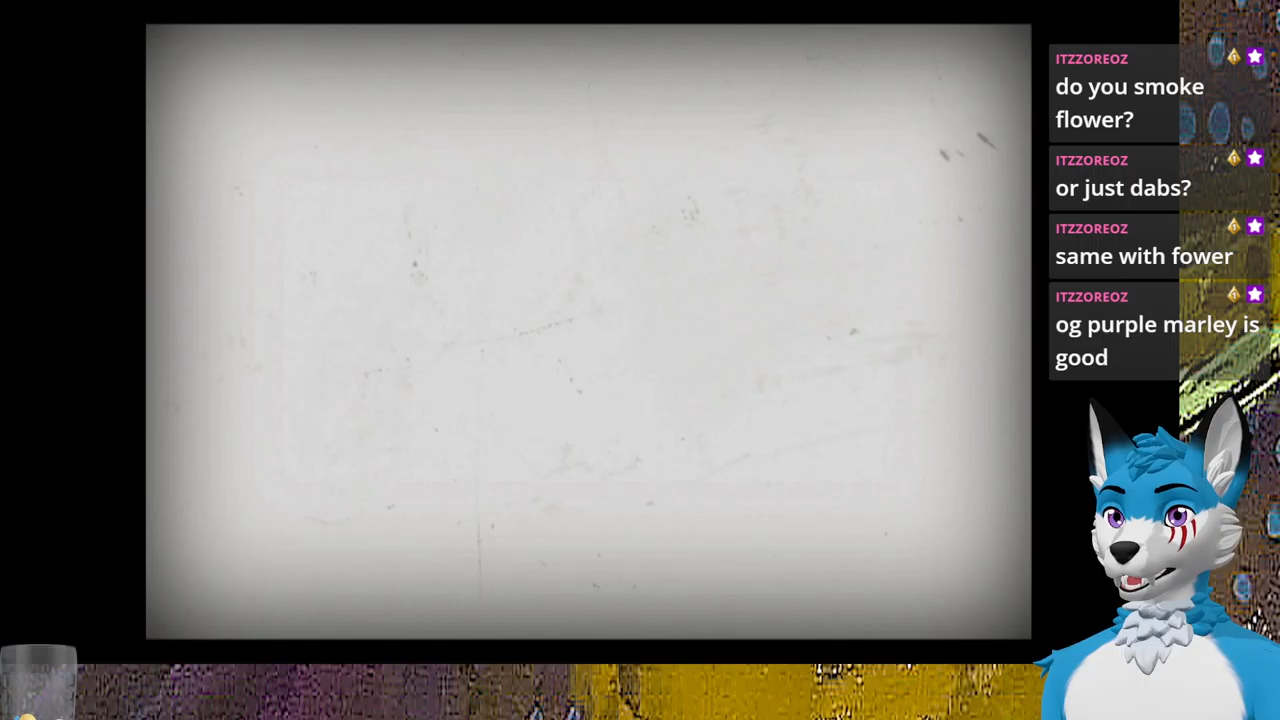 ITZZOREOZ
do you smoke
flower?
ITZZOREOZ
or just dabs?
ITZZOREOZ
same with fower
ITZZOREOZ
og purple marley is
good